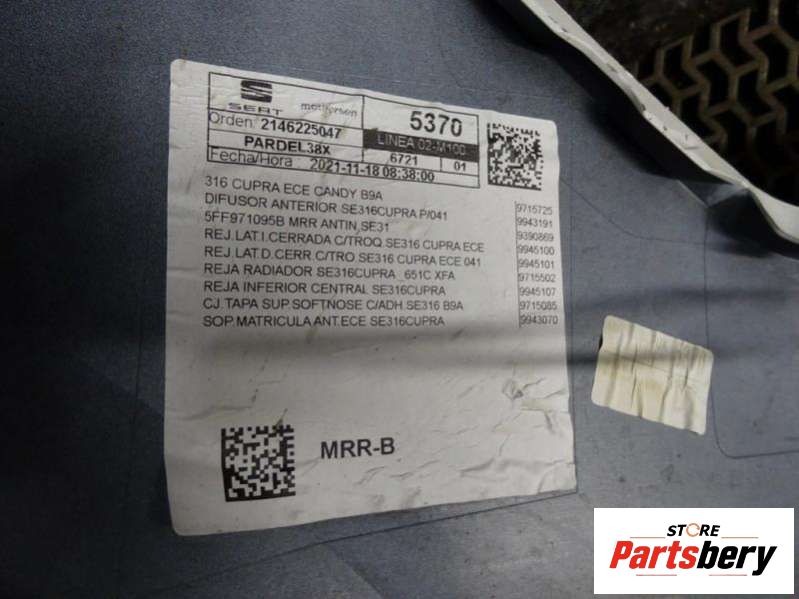 SEAT motherson 5370
Orden: 2146225047 LINEA 02-M100
PARDEL38X 6721 01
Fecha/Hora : 2021-11-18 08:38:00
316 CUPRA ECE CANDY B9A 9715725
DIFUSOR ANTERIOR SE316CUPRA P/041 9943191
5FF971095B MRR ANTIN,SE31 9390869
REJ.LAT.I.CERRADA C/TROQ.SE316 CUPRA ECE 9945100
REJ.LAT.D.CERR.C/TRO SE316 CUPRA ECE 041 9945101
REJA RADIADOR SE316CUPRA_651C XFA 9715502
REJA INFERIOR CENTRAL SE316CUPRA 9945107
CJ.TAPA SUP.SOFTNOSE C/ADH.SE316 B9A 9715085
SOP.MATRICULA ANT.ECE SE316CUPRA 9943070
MRR-B
STORE
Partsbery